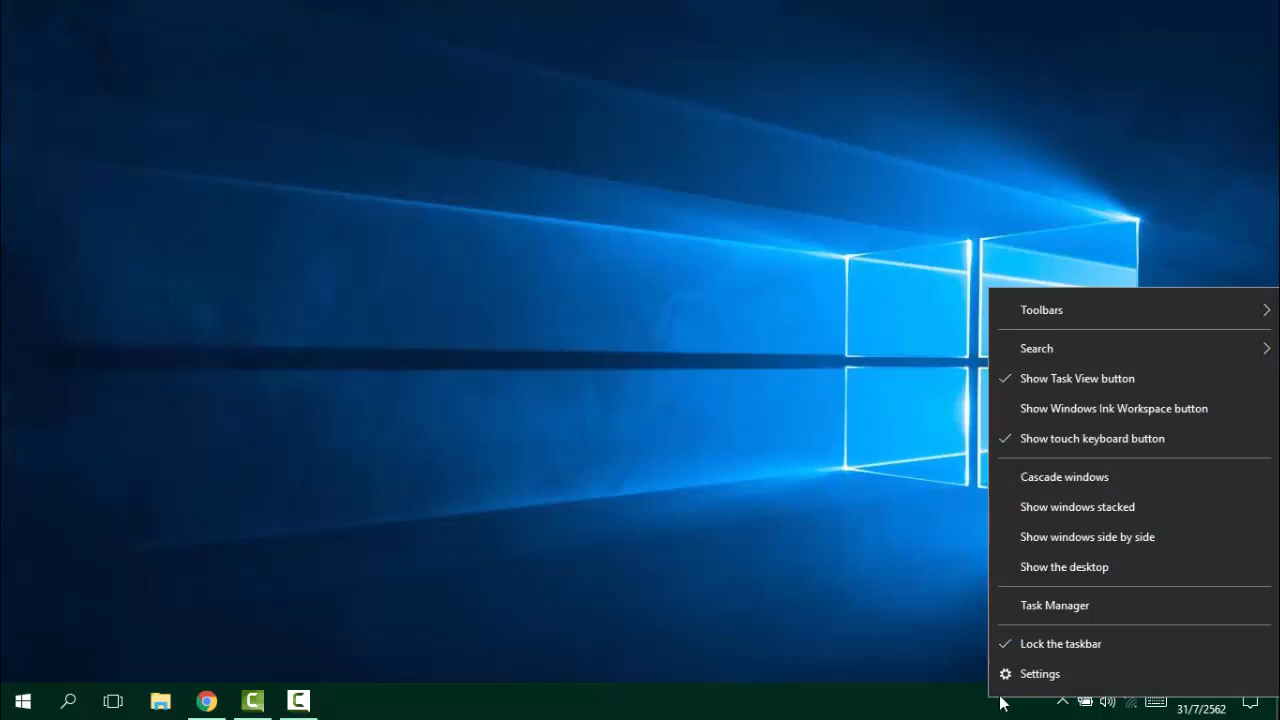 Toolbars
Search
Show Task View button
Show Windows Ink Workspace button
Show touch keyboard button
Cascade windows
Show windows stacked
Show windows side by side
Show the desktop
Task Manager
Lock the taskbar
Settings
31/7/2562